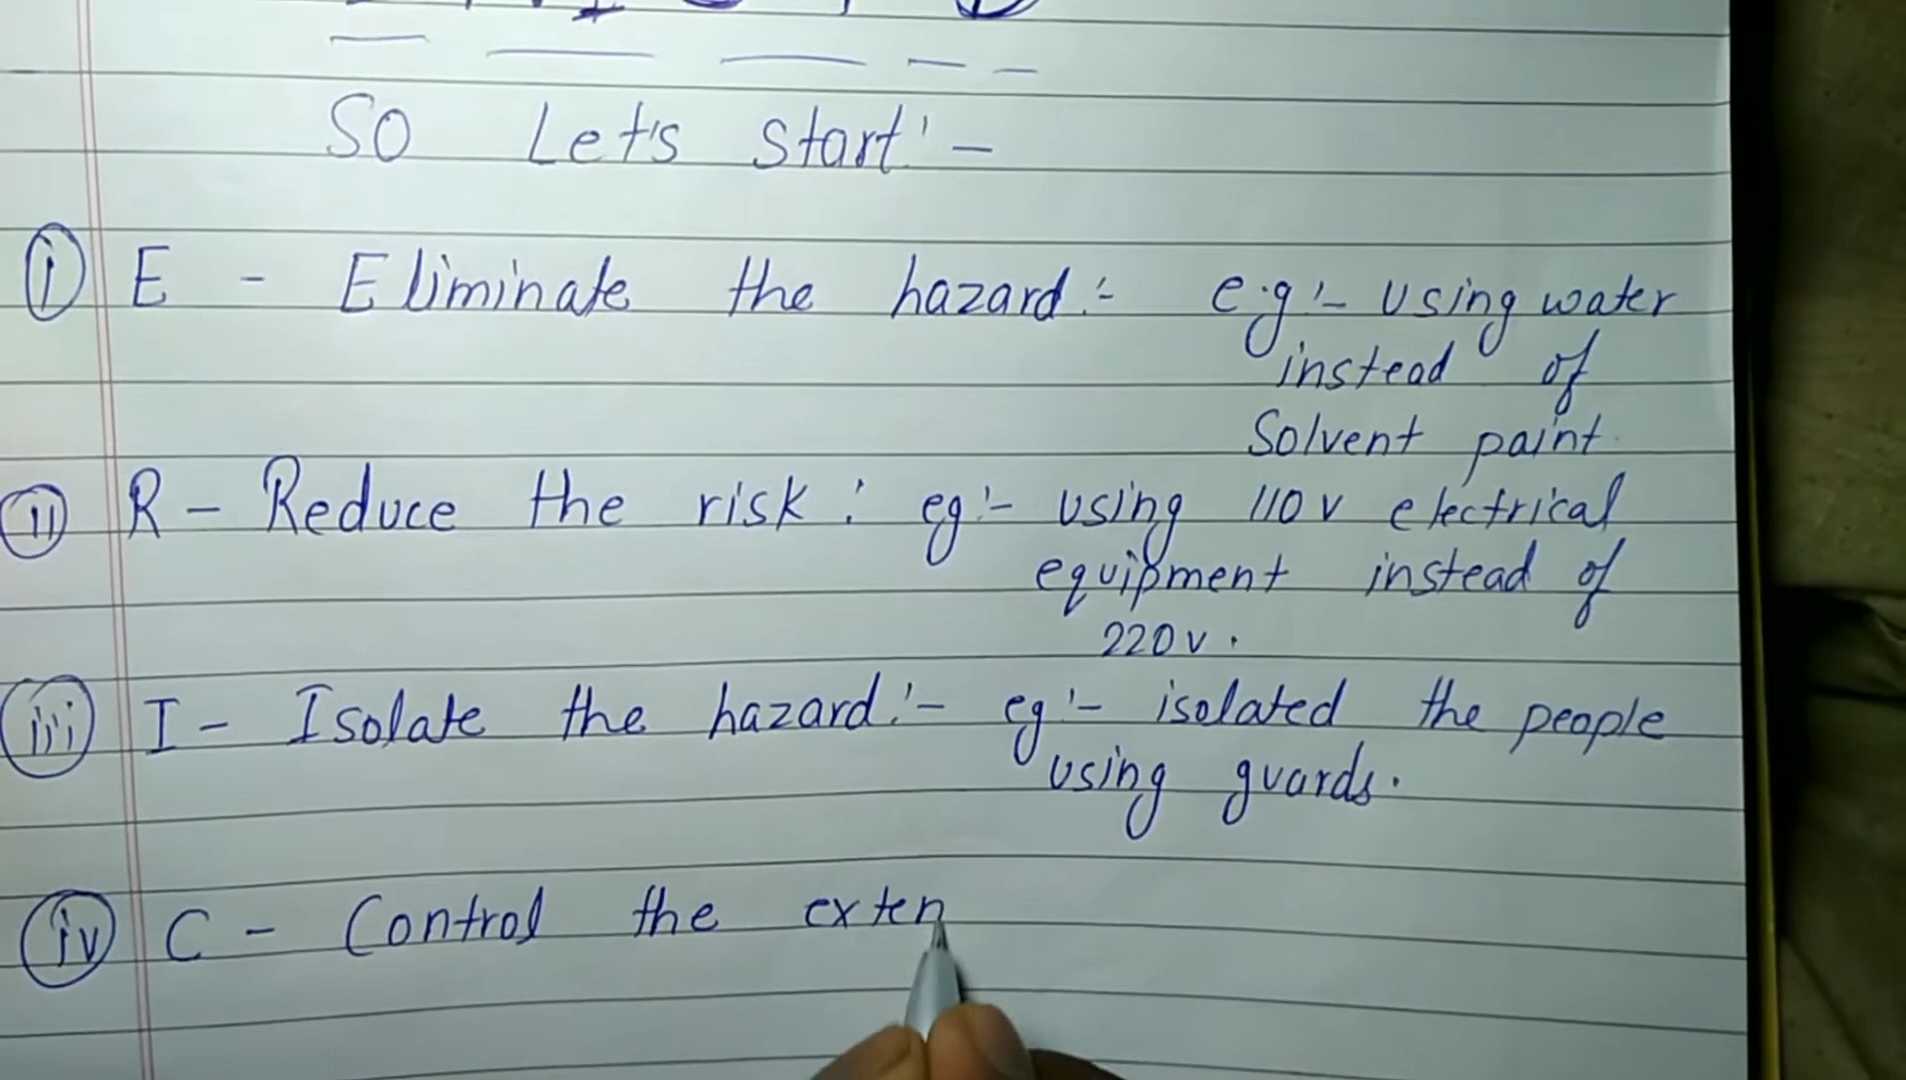 So Let's start :-
(i) E - Eliminate the hazard :- e.g :- Using water
instead of
Solvent paint.
(ii) R - Reduce the risk : eg :- using 110 v electrical
equipment instead of
220 v .
(iii) I - Isolate the hazard :- eg :- isolated the people
using guards.
(iv) C - Control the exten